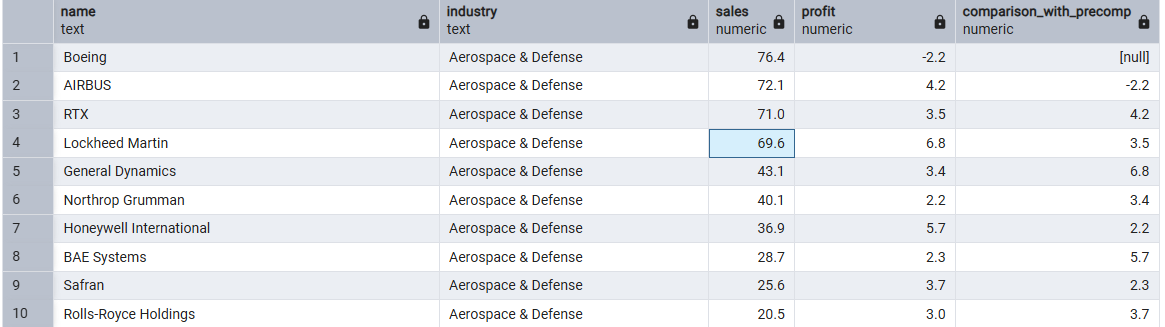 name industry sales profit comparison_with_precomp
text text numeric numeric numeric
1 Boeing Aerospace & Defense 76.4 -2.2 [null]
2 AIRBUS Aerospace & Defense 72.1 4.2 -2.2
3 RTX Aerospace & Defense 71.0 3.5 4.2
4 Lockheed Martin Aerospace & Defense 69.6 6.8 3.5
5 General Dynamics Aerospace & Defense 43.1 3.4 6.8
6 Northrop Grumman Aerospace & Defense 40.1 2.2 3.4
7 Honeywell International Aerospace & Defense 36.9 5.7 2.2
8 BAE Systems Aerospace & Defense 28.7 2.3 5.7
9 Safran Aerospace & Defense 25.6 3.7 2.3
10 Rolls-Royce Holdings Aerospace & Defense 20.5 3.0 3.7